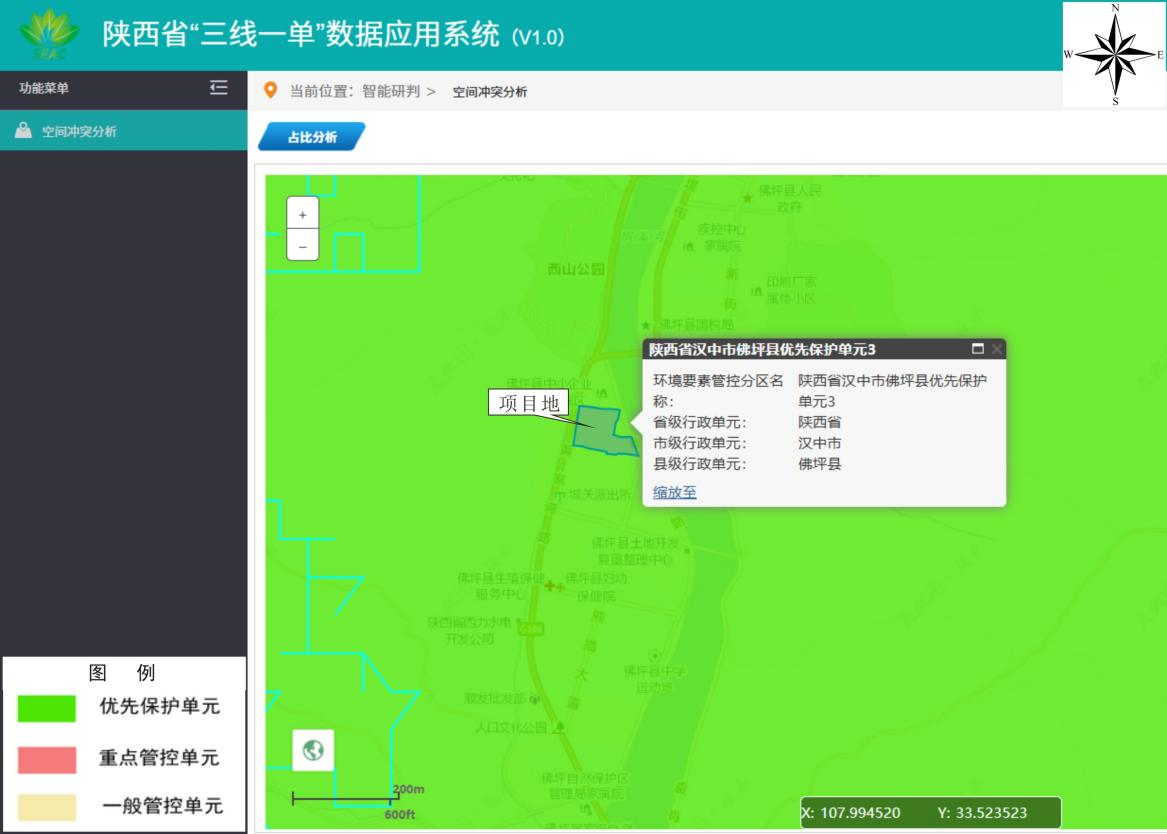 陕西省“三线一单”数据应用系统 (V1.0)
SEAC
N
W
E
S
功能菜单
当前位置：智能研判 > 空间冲突分析
空间冲突分析
占比分析
+
−
佛坪县人民
政府
疾控中心
家属院
西山公园
新
街
印刷厂家
属楼小区
佛坪县国税局
陕西省汉中市佛坪县优先保护单元3
环境要素管控分区名
称：
陕西省汉中市佛坪县优先保护
单元3
省级行政单元： 陕西省
市级行政单元： 汉中市
县级行政单元： 佛坪县
缩放至
佛坪县中小企业
项目地
城关派出所
佛坪县土地开发
复垦整理中心
佛坪县生殖保健
服务中心
佛坪县妇幼
保健院
陕西省西力水电
开发公司
熊
猫
大
道
佛坪县中学
运动场
顺发批发部
人口文化公园
佛坪自然保护区
管理局家属院
200m
600ft
X: 107.994520 Y: 33.523523
图 例
优先保护单元
重点管控单元
一般管控单元